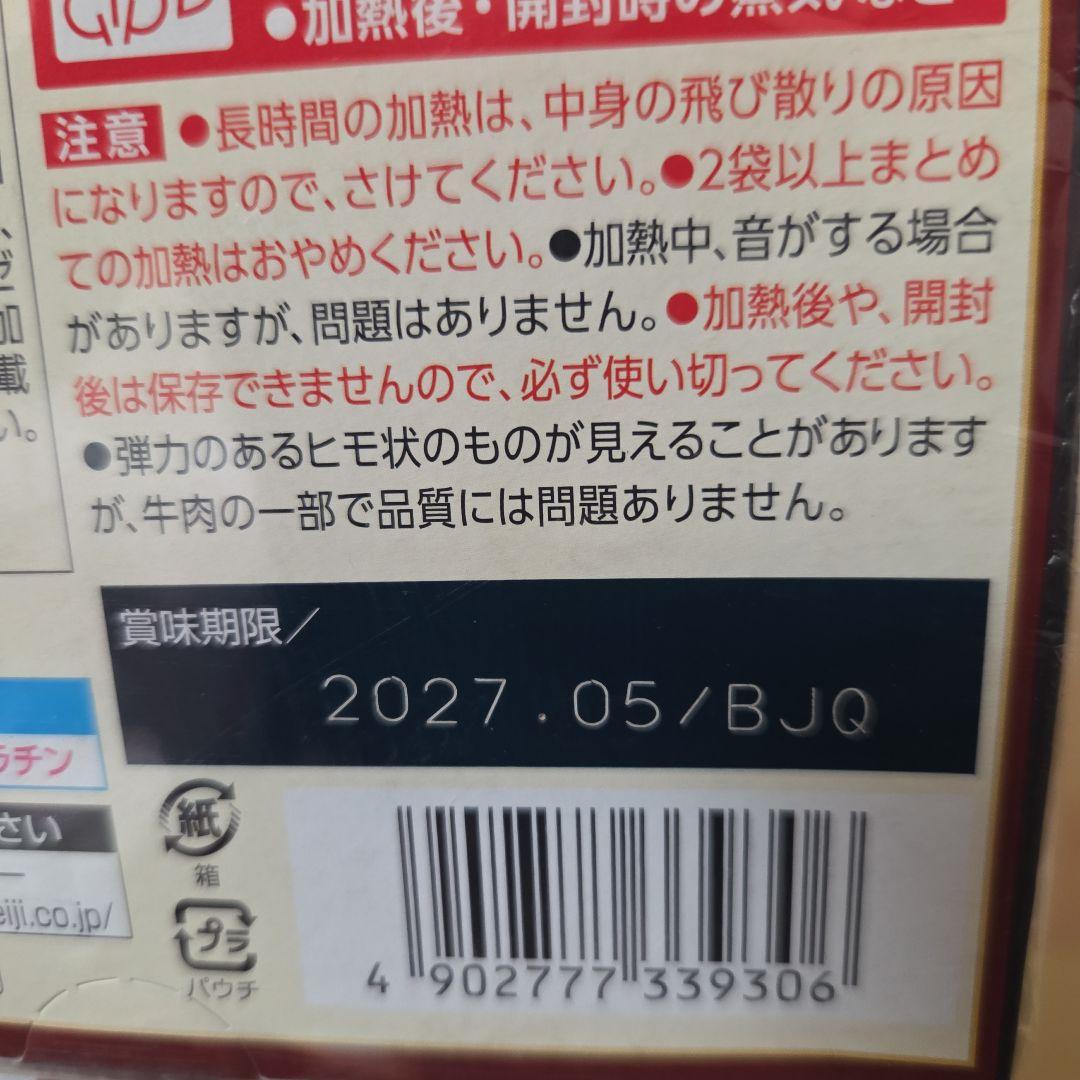 ●加熱後・開封時の蒸気など
注意 ●長時間の加熱は、中身の飛び散りの原因
になりますので、さけてください。●2袋以上まとめ
ての加熱はおやめください。●加熱中、音がする場合
がありますが、問題はありません。●加熱後や、開封
後は保存できませんので、必ず使い切ってください。
●弾力のあるヒモ状のものが見えることがあります
が、牛肉の一部で品質には問題ありません。
加
載
い。
賞味期限/
2027.05/BJQ
ラチン
さい
eiji.co.jp/
紙
箱
プラ
パウチ
4 902777 339306